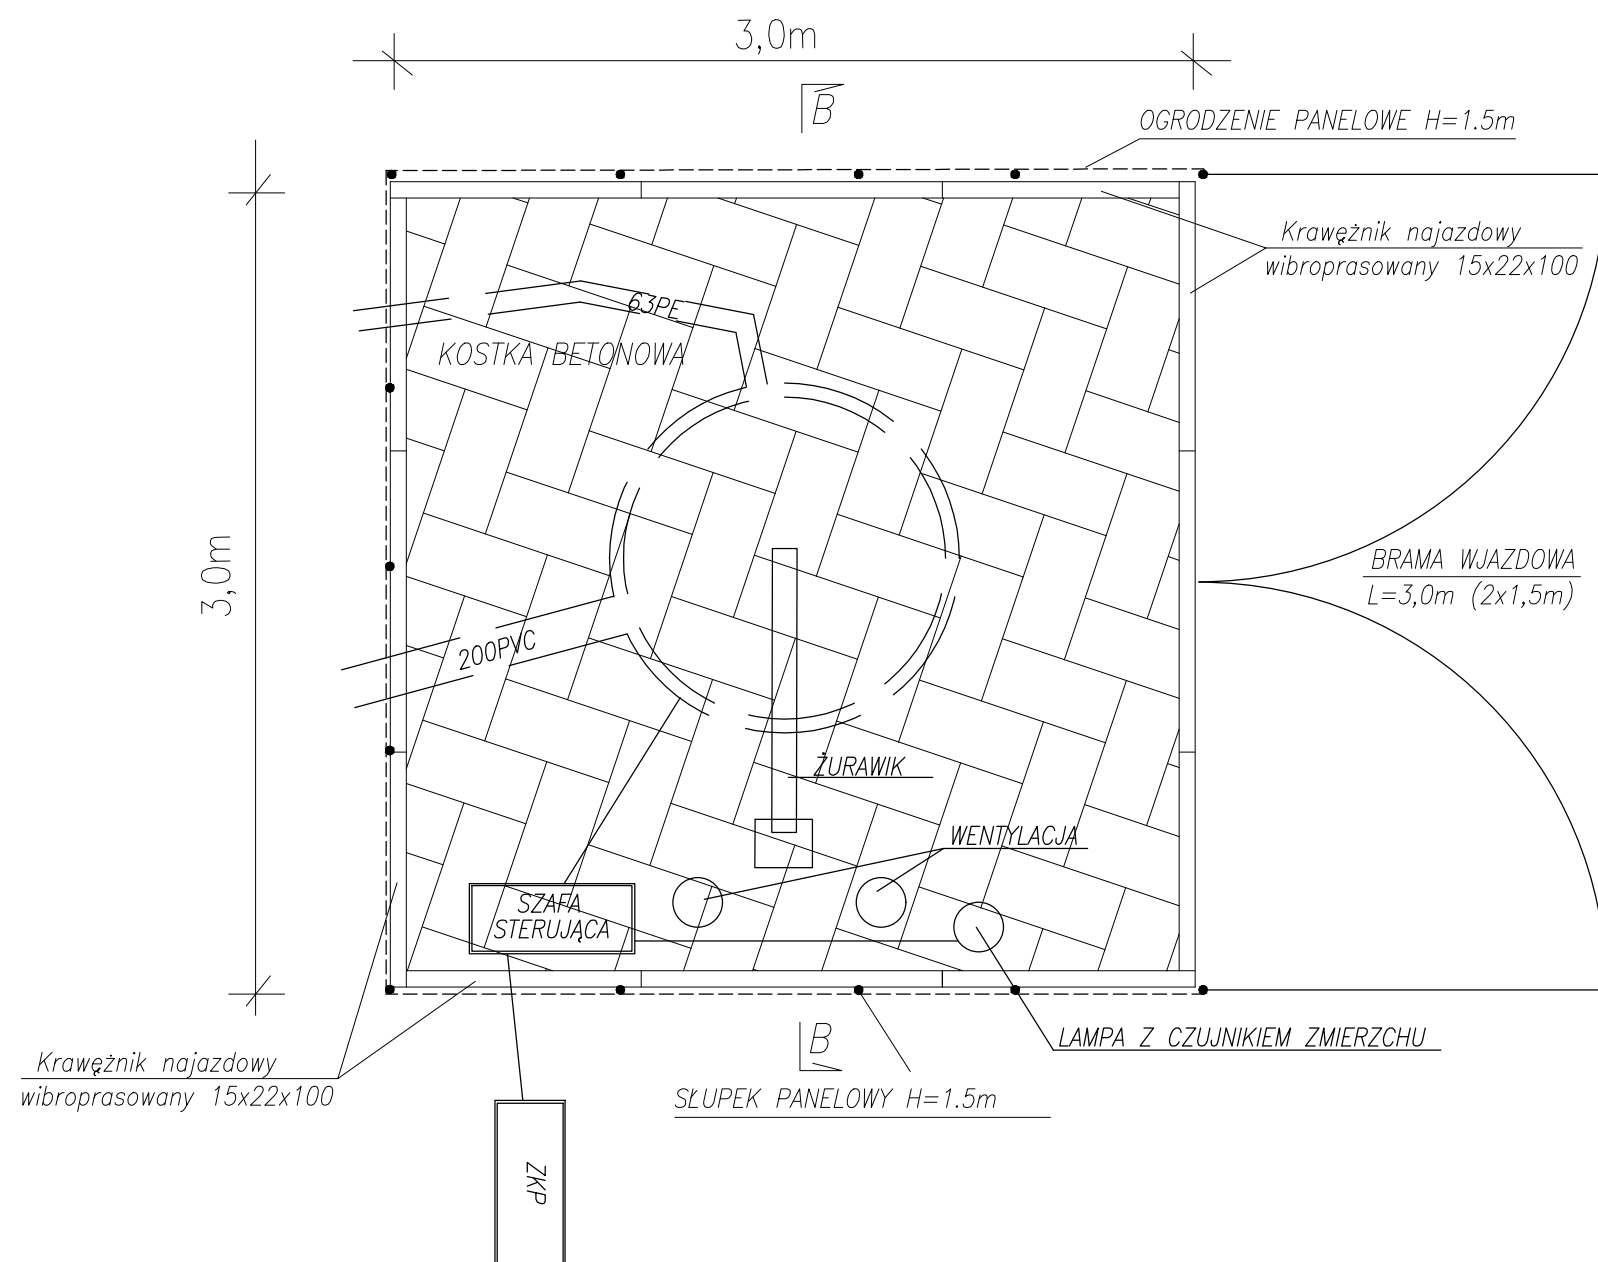 3,0m
B
OGRODZENIE PANELOWE H=1.5m
Krawężnik najazdowy
wibroprasowany 15x22x100
63PE
KOSTKA BETONOWA
3,0m
BRAMA WJAZDOWA
L=3,0m (2x1,5m)
200PVC
ŻURAWIK
WENTYLACJA
SZAFA
STERUJĄCA
B
LAMPA Z CZUJNIKIEM ZMIERZCHU
Krawężnik najazdowy
wibroprasowany 15x22x100
SŁUPEK PANELOWY H=1.5m
ZKP